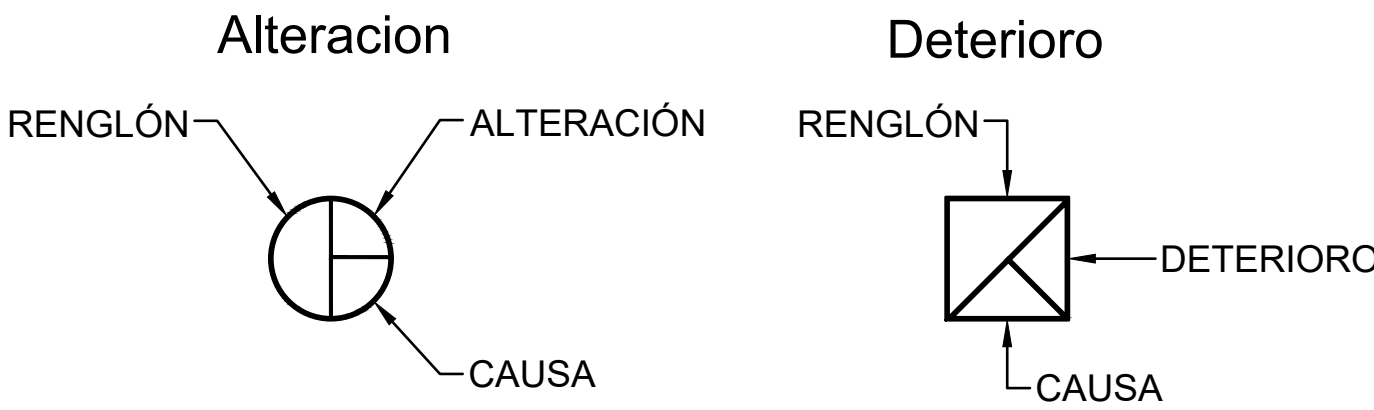 Alteracion
RENGLÓN
ALTERACIÓN
CAUSA
Deterioro
RENGLÓN
DETERIORO
CAUSA